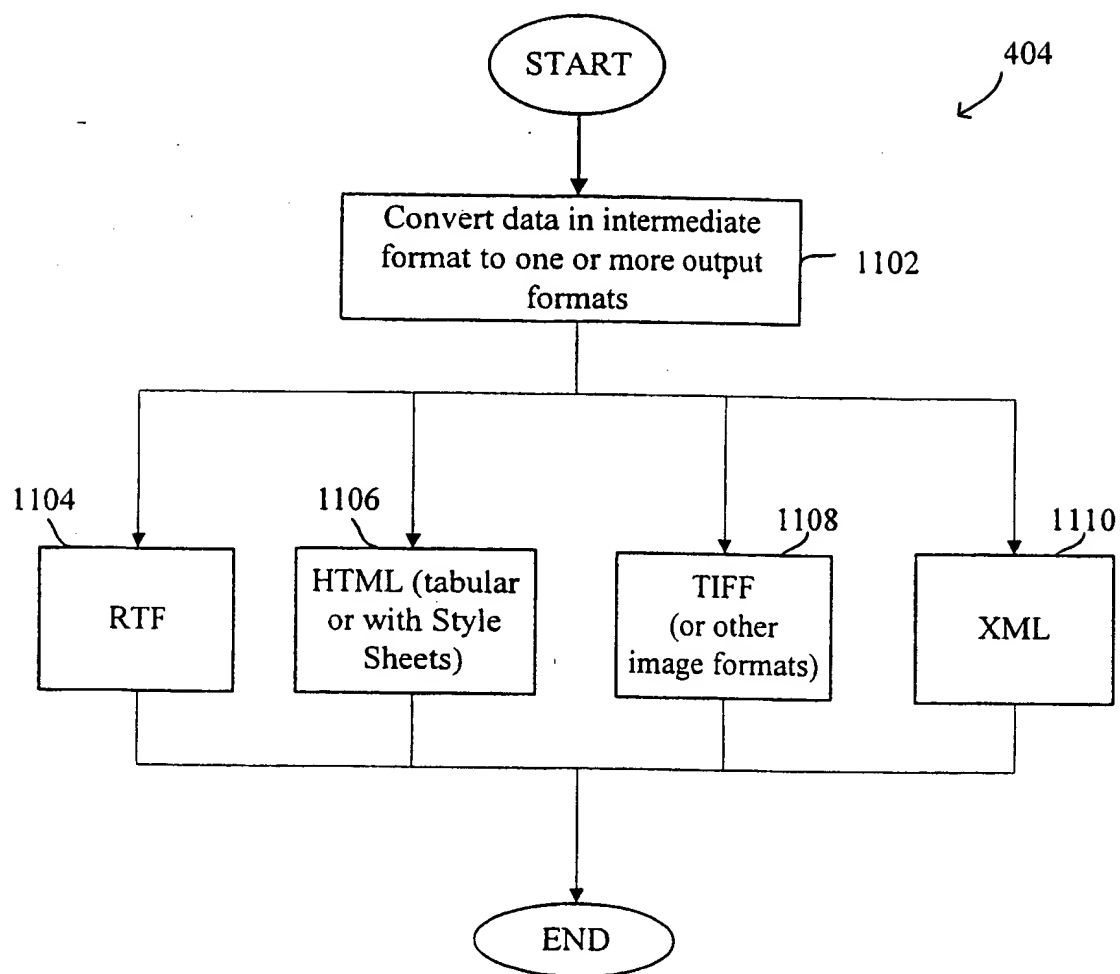 START
404
Convert data in intermediate
format to one or more output
formats
1102
1104
1106
1108
1110
RTF
HTML (tabular
or with Style
Sheets)
TIFF
(or other
image formats)
XML
END